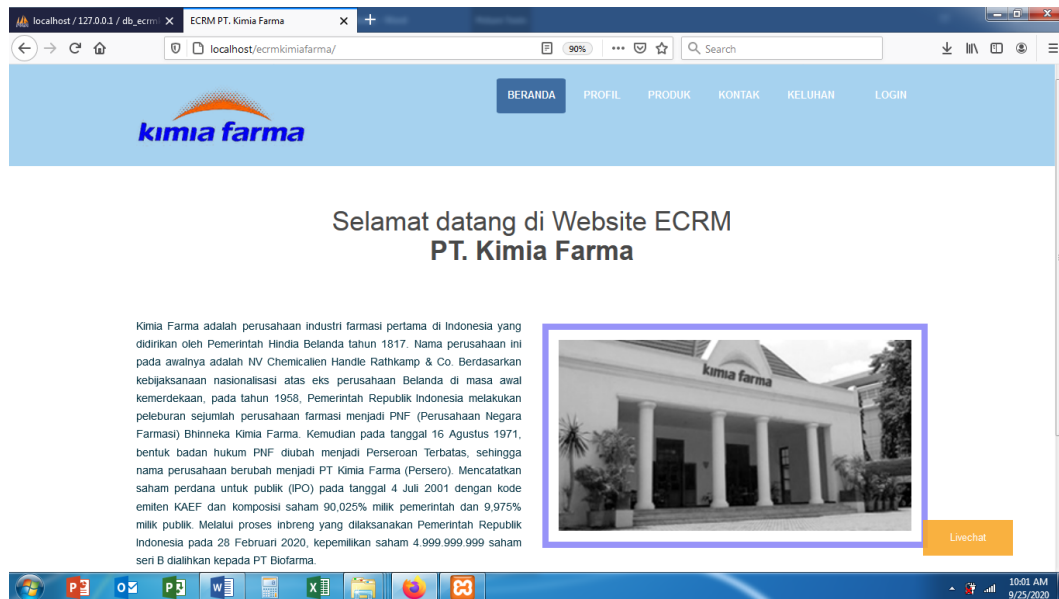 localhost / 127.0.0.1 / db_ecrm
ECRM PT. Kimia Farma
localhost/ecrmkimiafarma/
90%
Search
kımıa farma
BERANDA PROFIL PRODUK KONTAK KELUHAN LOGIN
Selamat datang di Website ECRM
PT. Kimia Farma
Kimia Farma adalah perusahaan industri farmasi pertama di Indonesia yang
didirikan oleh Pemerintah Hindia Belanda tahun 1817. Nama perusahaan ini
pada awalnya adalah NV Chemicalien Handle Rathkamp & Co. Berdasarkan
kebijaksanaan nasionalisasi atas eks perusahaan Belanda di masa awal
kemerdekaan, pada tahun 1958, Pemerintah Republik Indonesia melakukan
peleburan sejumlah perusahaan farmasi menjadi PNF (Perusahaan Negara
Farmasi) Bhinneka Kimia Farma. Kemudian pada tanggal 16 Agustus 1971,
bentuk badan hukum PNF diubah menjadi Perseroan Terbatas, sehingga
nama perusahaan berubah menjadi PT Kimia Farma (Persero). Mencatatkan
saham perdana untuk publik (IPO) pada tanggal 4 Juli 2001 dengan kode
emiten KAEF dan komposisi saham 90,025% milik pemerintah dan 9,975%
milik publik. Melalui proses inbreng yang dilaksanakan Pemerintah Republik
Indonesia pada 28 Februari 2020, kepemilikan saham 4.999.999.999 saham
seri B dialihkan kepada PT Biofarma.
kımıa farma
Livechat
10:01 AM
9/25/2020